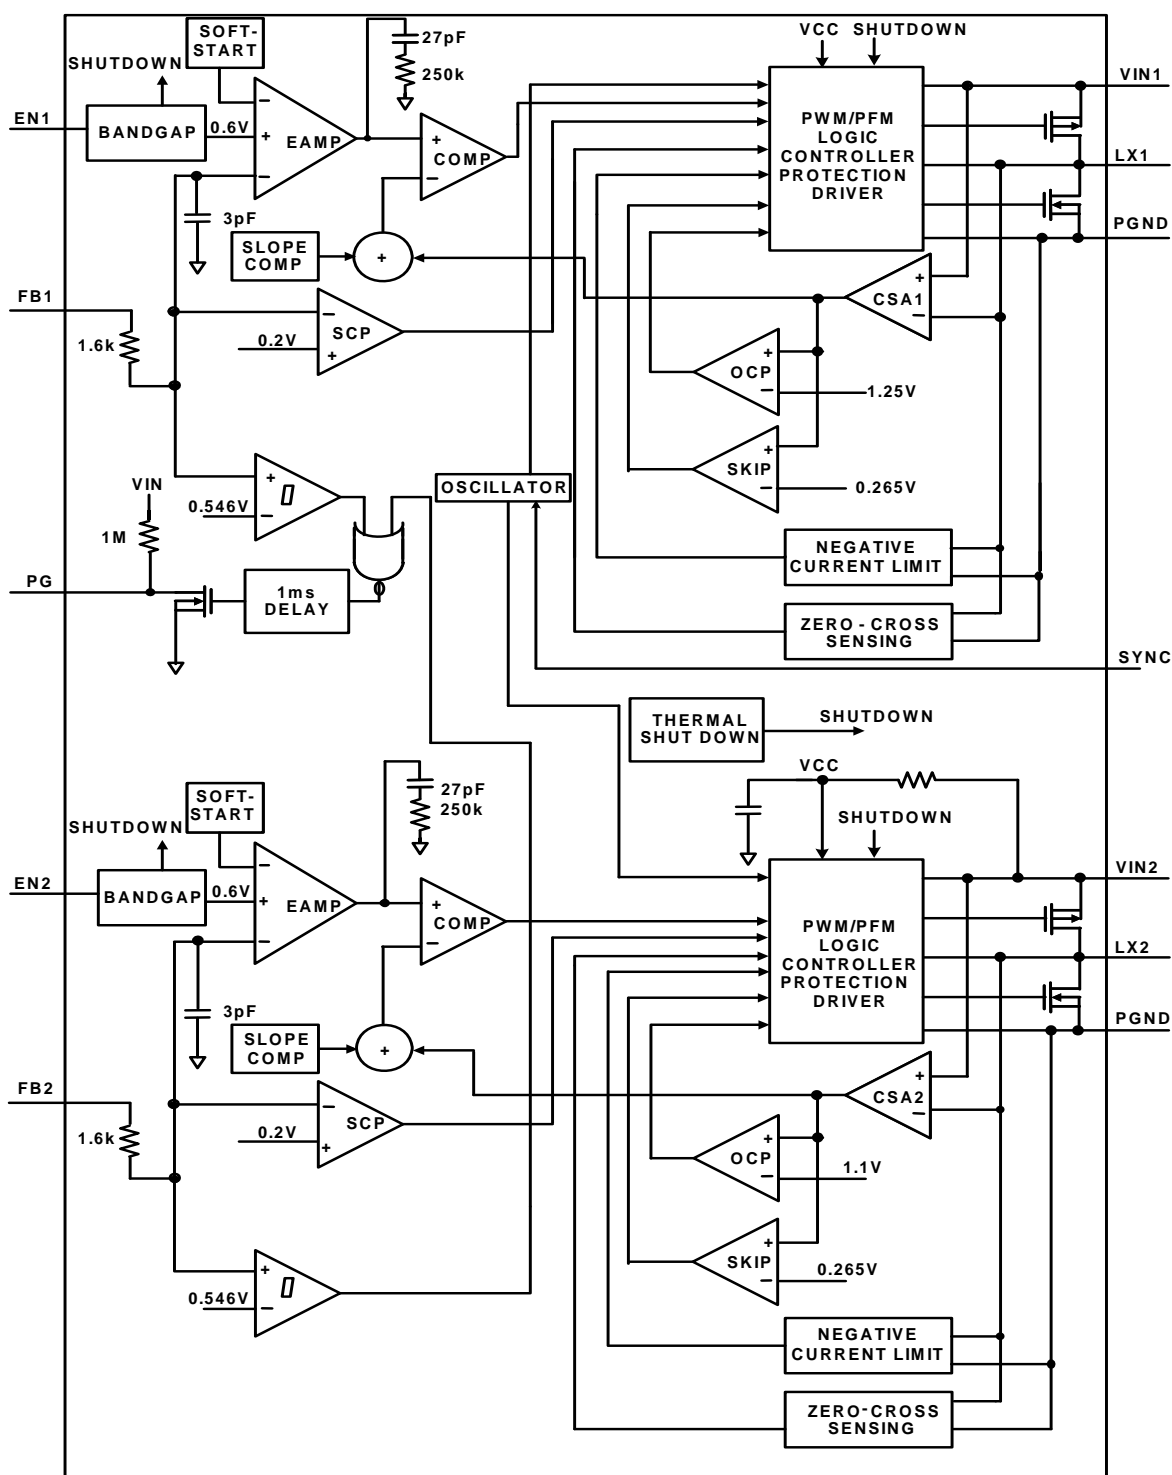 SOFT-
START
27pF
250k
VCC
SHUTDOWN
SHUTDOWN
VIN1
EN1
BANDGAP
0.6V
+
−
−
EAMP
+
−
COMP
PWM/PFM
LOGIC
CONTROLLER
PROTECTION
DRIVER
LX1
3pF
PGND
SLOPE
COMP
+
+
−
CSA1
FB1
1.6k
−
+
SCP
0.2V
+
−
OCP
1.25V
+
−
SKIP
0.265V
VIN
1M
+
−
0.546V
OSCILLATOR
NEGATIVE
CURRENT LIMIT
PG
1ms
DELAY
ZERO-CROSS
SENSING
SYNC
THERMAL
SHUT DOWN
SHUTDOWN
VCC
SOFT-
START
27pF
250k
SHUTDOWN
SHUTDOWN
VIN2
EN2
BANDGAP
0.6V
−
+
−
EAMP
+
−
COMP
PWM/PFM
LOGIC
CONTROLLER
PROTECTION
DRIVER
LX2
3pF
PGND
SLOPE
COMP
+
+
−
CSA2
FB2
1.6k
−
+
SCP
0.2V
+
−
OCP
1.1V
+
−
SKIP
0.265V
+
−
0.546V
NEGATIVE
CURRENT LIMIT
ZERO-CROSS
SENSING